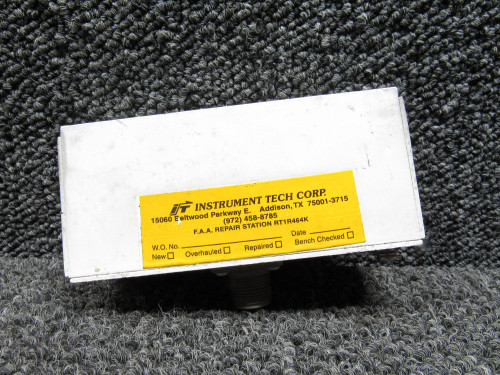 IT INSTRUMENT TECH CORP.
15060 Beltwood Parkway E. Addison, TX 75001-3715
(972) 458-8785
F.A.A. REPAIR STATION RT1R464K
W.O. No. Date
New Overhauled Repaired Bench Checked